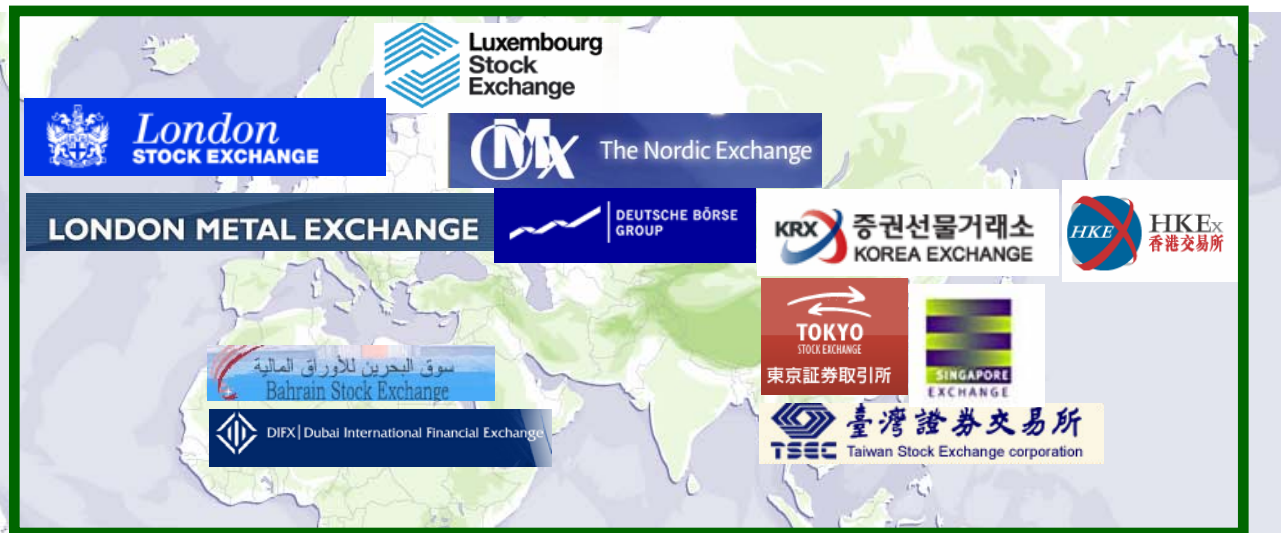 Luxembourg
Stock
Exchange
London
STOCK EXCHANGE
OMX The Nordic Exchange
LONDON METAL EXCHANGE
DEUTSCHE BÖRSE
GROUP
KRX 증권선물거래소
KOREA EXCHANGE
HKEx HKEx
香港交易所
TOKYO
STOCK EXCHANGE
東京証券取引所
SINGAPORE
EXCHANGE
سوق البحرين للأوراق المالية
Bahrain Stock Exchange
DIFX | Dubai International Financial Exchange
臺灣證券交易所
TSEC Taiwan Stock Exchange corporation